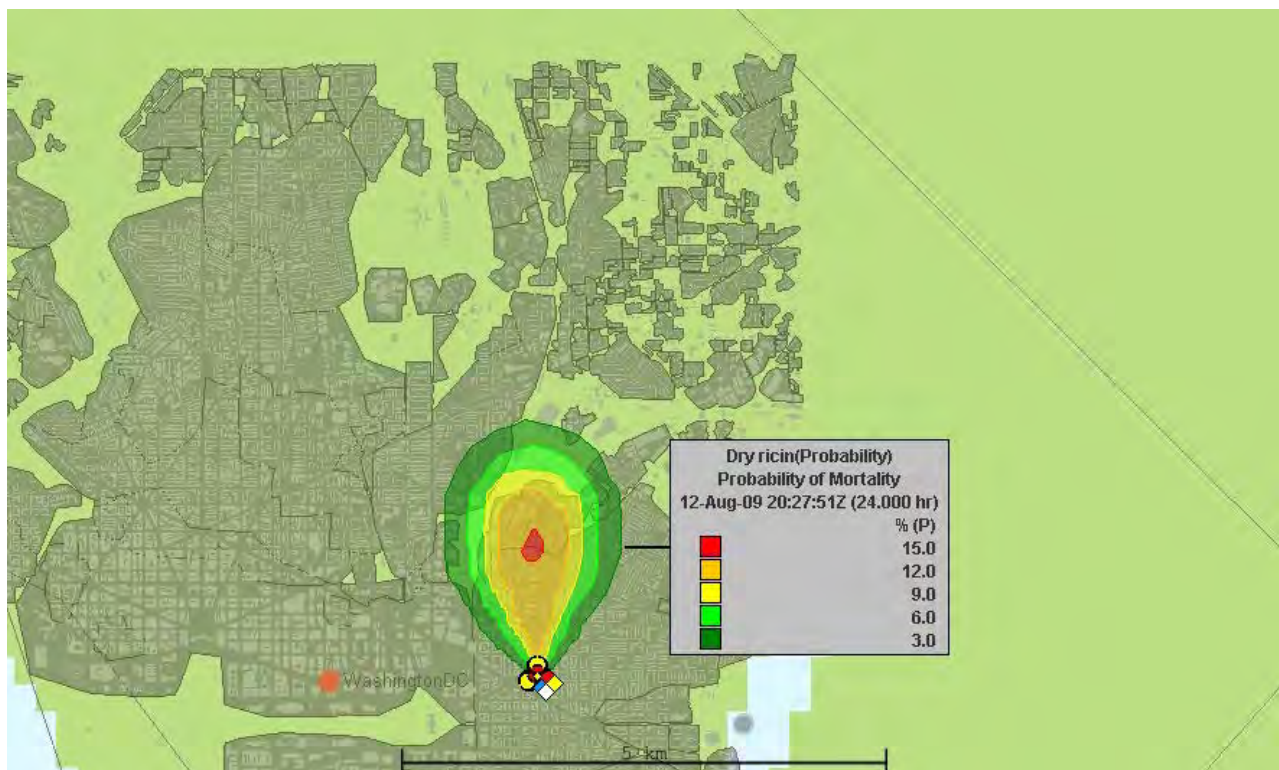 Dry ricin(Probability)
Probability of Mortality
12-Aug-09 20:27:51Z (24.000 hr)
% (P)
15.0
12.0
9.0
6.0
3.0
WashingtonDC
5 km